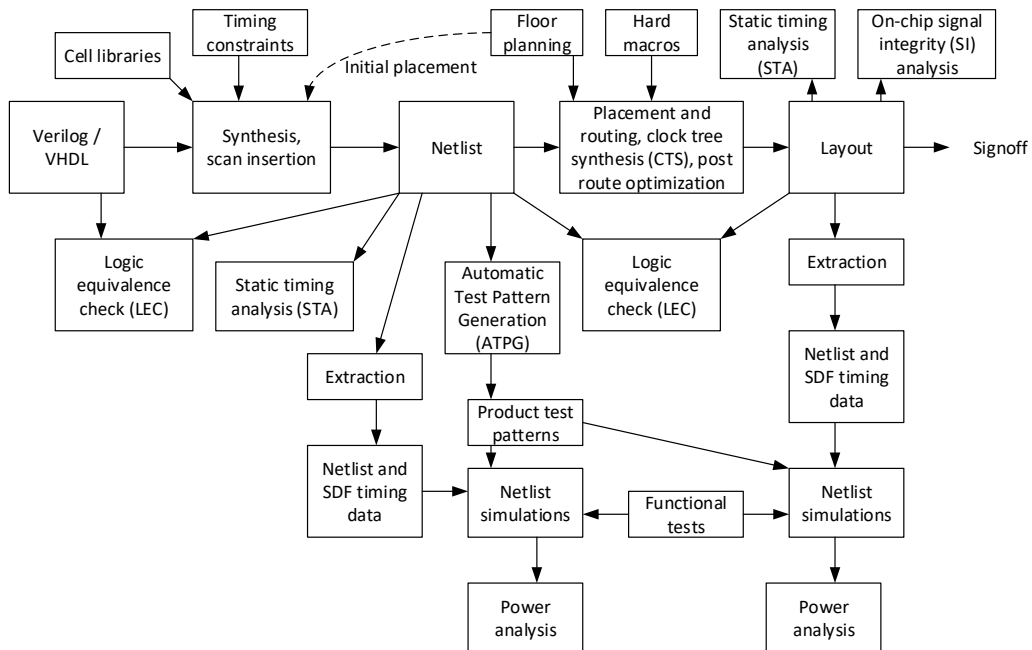 Timing
constraints
Floor
planning
Hard
macros
Static timing
analysis
(STA)
On-chip signal
integrity (SI)
analysis
Cell libraries
Initial placement
Verilog /
VHDL
Synthesis,
scan insertion
Netlist
Placement and
routing, clock tree
synthesis (CTS), post
route optimization
Layout
Signoff
Logic
equivalence
check (LEC)
Static timing
analysis (STA)
Automatic
Test Pattern
Generation
(ATPG)
Logic
equivalence
check (LEC)
Extraction
Extraction
Netlist and
SDF timing
data
Product test
patterns
Netlist and
SDF timing
data
Netlist
simulations
Functional
tests
Netlist
simulations
Power
analysis
Power
analysis